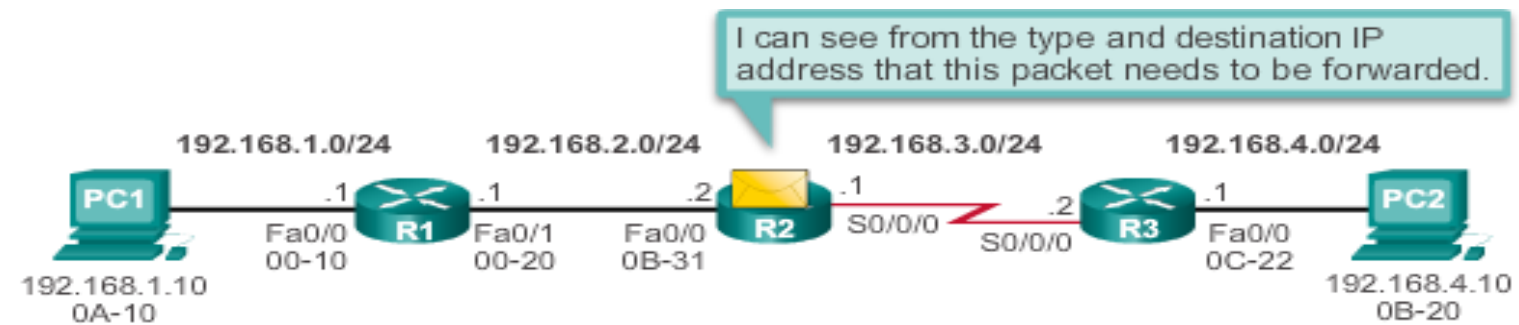 I can see from the type and destination IP
address that this packet needs to be forwarded.
192.168.1.0/24
192.168.2.0/24
192.168.3.0/24
192.168.4.0/24
PC1
.1
R1
.1
.2
R2
.1
.2
R3
.1
PC2
Fa0/0
00-10
Fa0/1
00-20
Fa0/0
0B-31
S0/0/0
S0/0/0
Fa0/0
0C-22
192.168.1.10
0A-10
192.168.4.10
0B-20